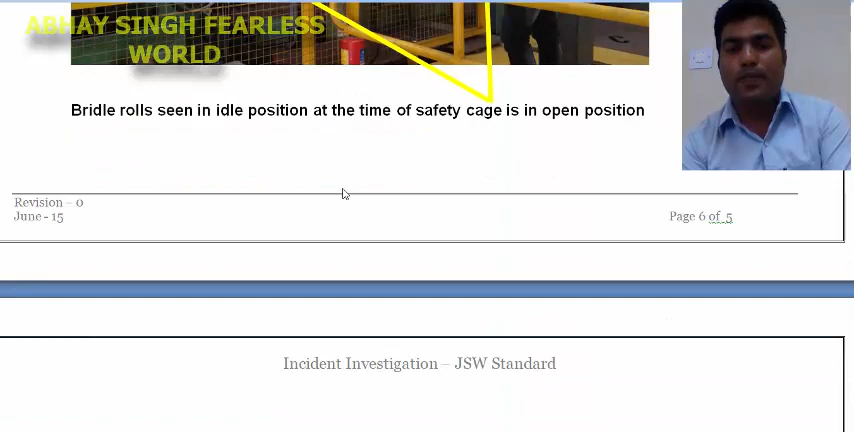 ABHAY SINGH FEARLESS
WORLD
Bridle rolls seen in idle position at the time of safety cage is in open position
Revision – 0
June - 15
Page 6 of 5
Incident Investigation – JSW Standard